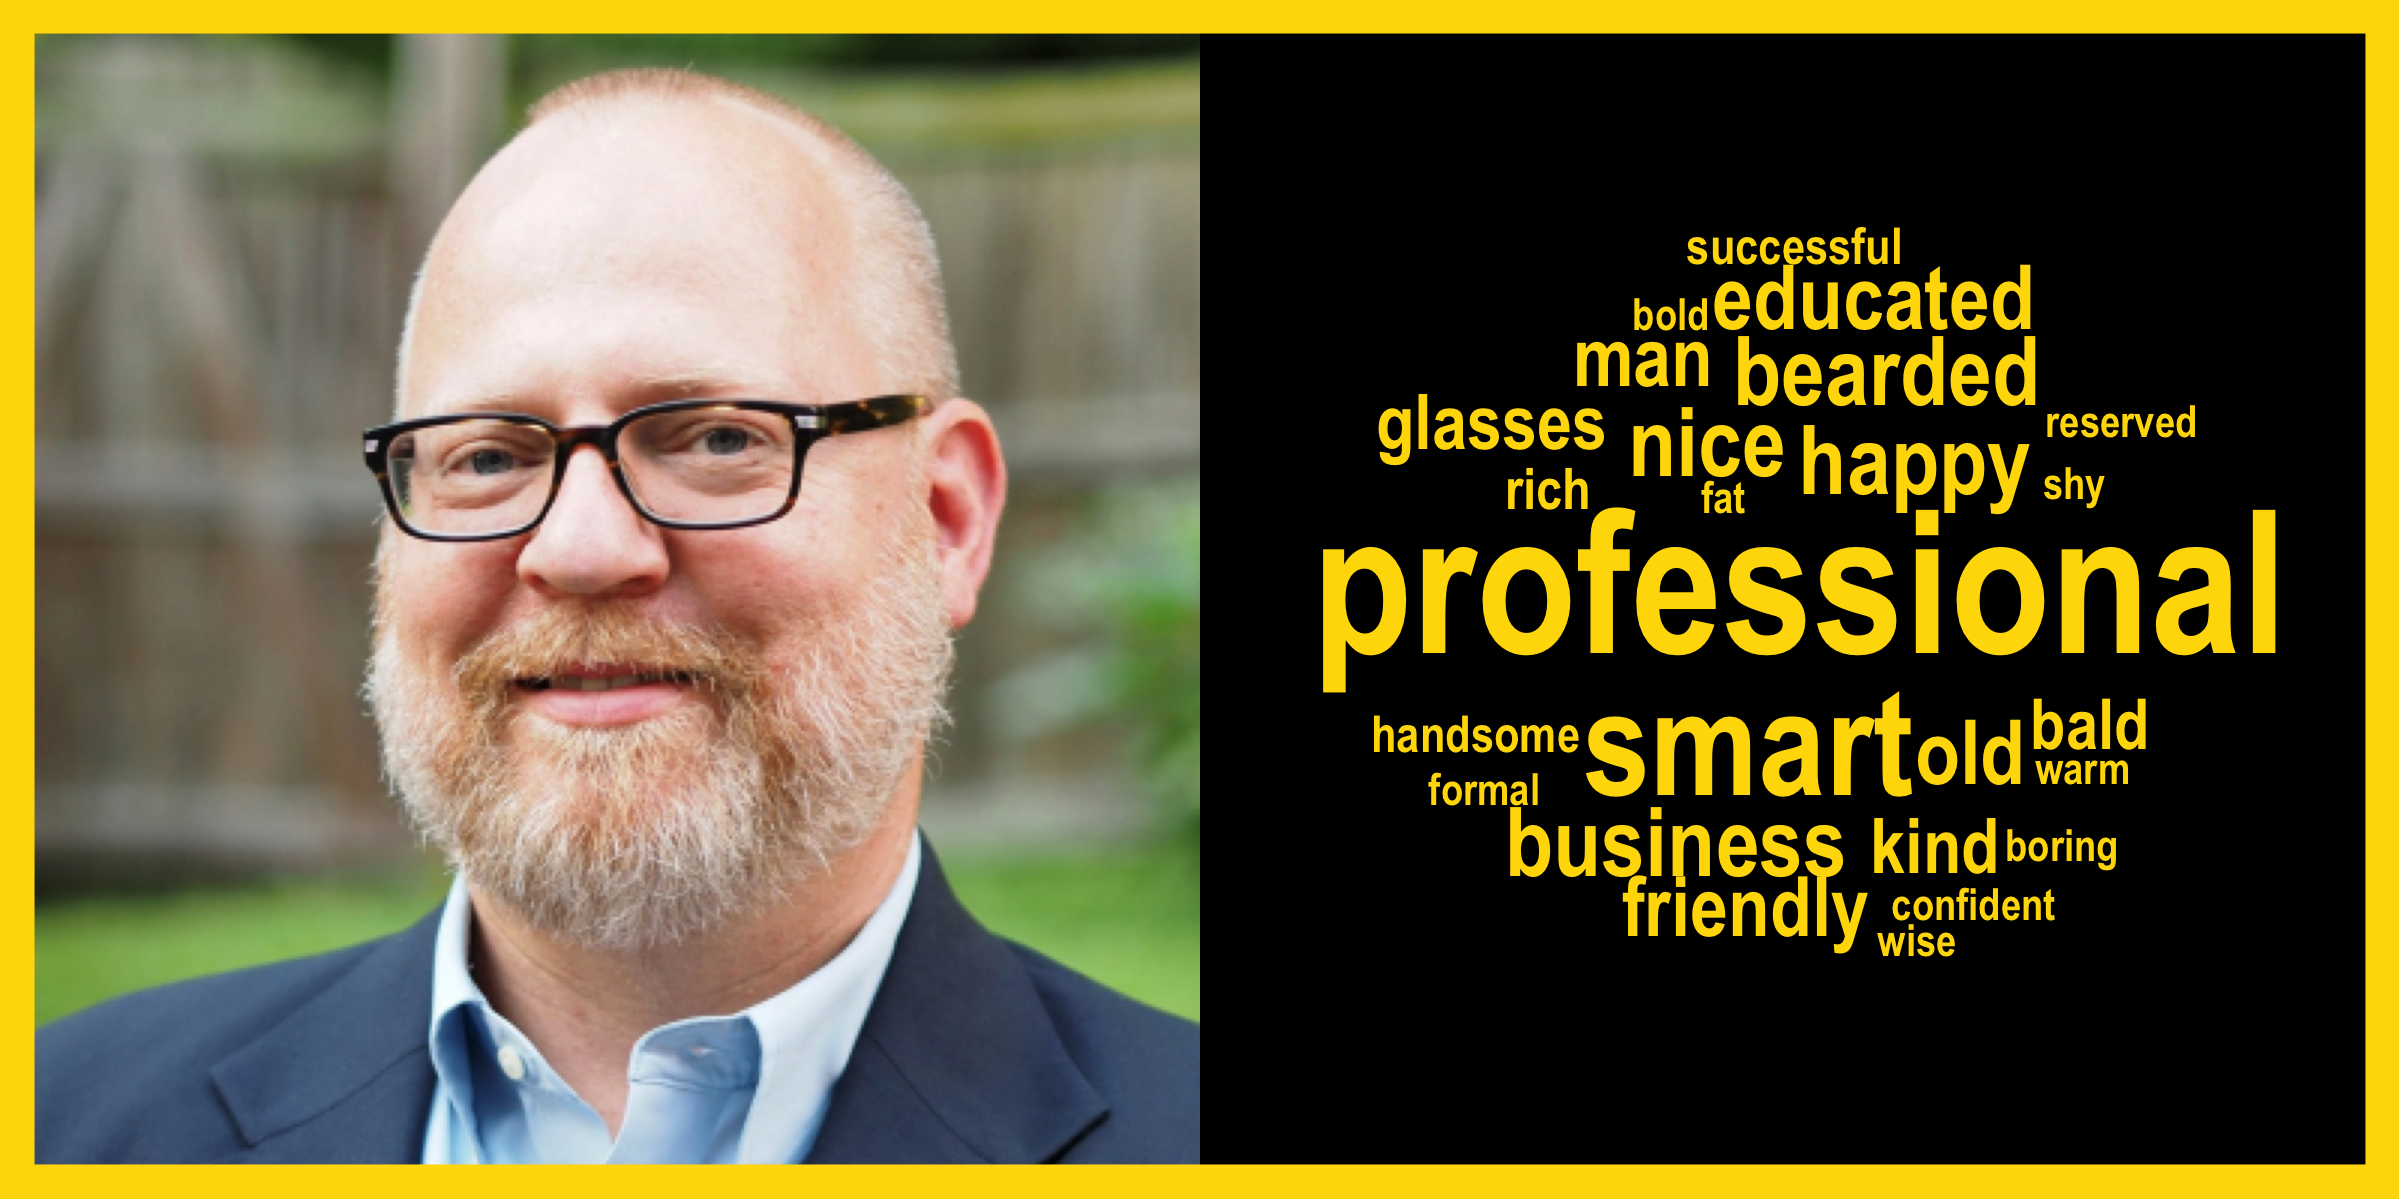 successful
bold educated
man bearded
glasses nice happy reserved
rich fat shy
professional
handsome smart old bald
formal warm
business kind boring
friendly confident
wise